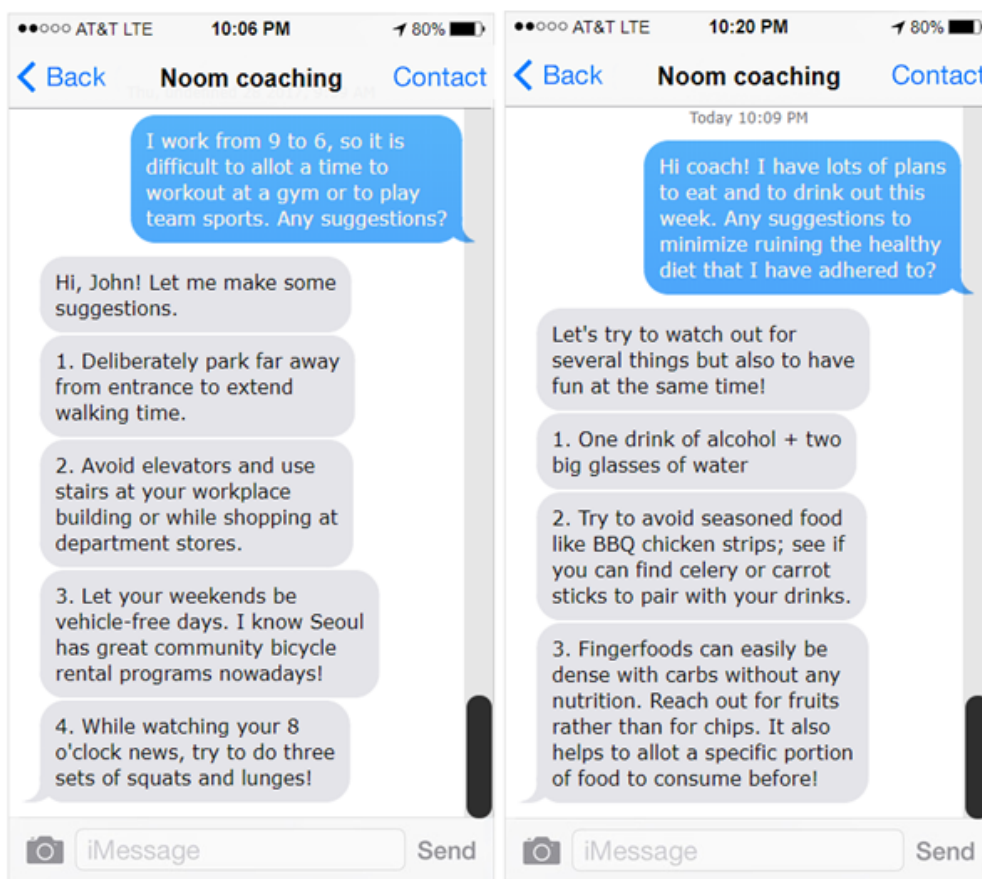 AT&T LTE 10:06 PM 80%
Back Noom coaching Contact
I work from 9 to 6, so it is
difficult to allot a time to
workout at a gym or to play
team sports. Any suggestions?
Hi, John! Let me make some
suggestions.
1. Deliberately park far away
from entrance to extend
walking time.
2. Avoid elevators and use
stairs at your workplace
building or while shopping at
department stores.
3. Let your weekends be
vehicle-free days. I know Seoul
has great community bicycle
rental programs nowadays!
4. While watching your 8
o'clock news, try to do three
sets of squats and lunges!
iMessage Send
AT&T LTE 10:20 PM 80%
Back Noom coaching Contact
Today 10:09 PM
Hi coach! I have lots of plans
to eat and to drink out this
week. Any suggestions to
minimize ruining the healthy
diet that I have adhered to?
Let's try to watch out for
several things but also to have
fun at the same time!
1. One drink of alcohol + two
big glasses of water
2. Try to avoid seasoned food
like BBQ chicken strips; see if
you can find celery or carrot
sticks to pair with your drinks.
3. Fingerfoods can easily be
dense with carbs without any
nutrition. Reach out for fruits
rather than for chips. It also
helps to allot a specific portion
of food to consume before!
iMessage Send